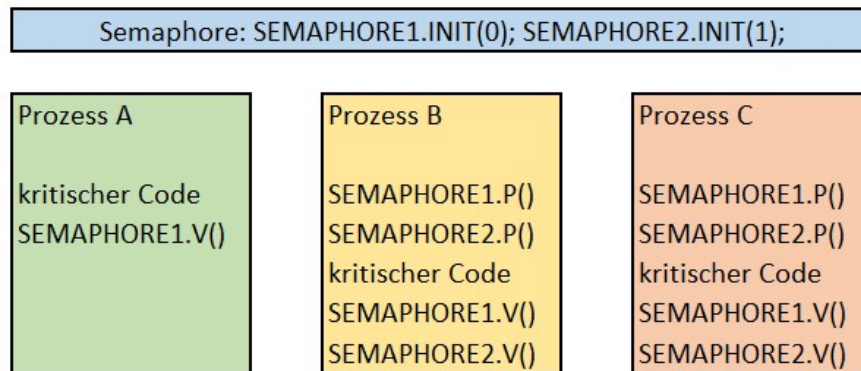 Semaphore: SEMAPHORE1.INIT(0); SEMAPHORE2.INIT(1);
Prozess A
kritischer Code
SEMAPHORE1.V()
Prozess B
SEMAPHORE1.P()
SEMAPHORE2.P()
kritischer Code
SEMAPHORE1.V()
SEMAPHORE2.V()
Prozess C
SEMAPHORE1.P()
SEMAPHORE2.P()
kritischer Code
SEMAPHORE1.V()
SEMAPHORE2.V()